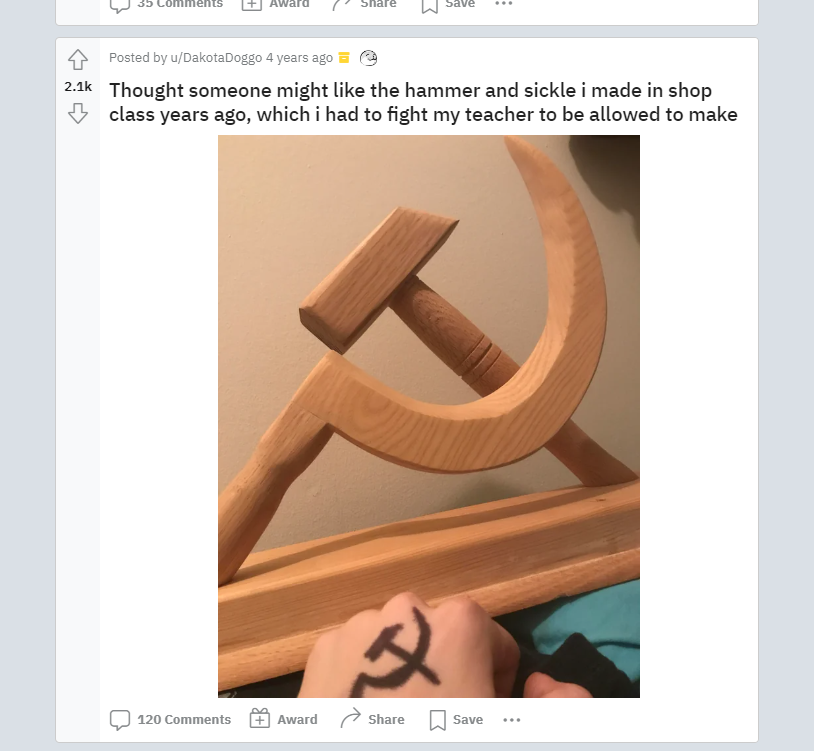 35 Comments Award Share Save
Posted by u/DakotaDoggo 4 years ago
2.1k
Thought someone might like the hammer and sickle i made in shop
class years ago, which i had to fight my teacher to be allowed to make
120 Comments Award Share Save